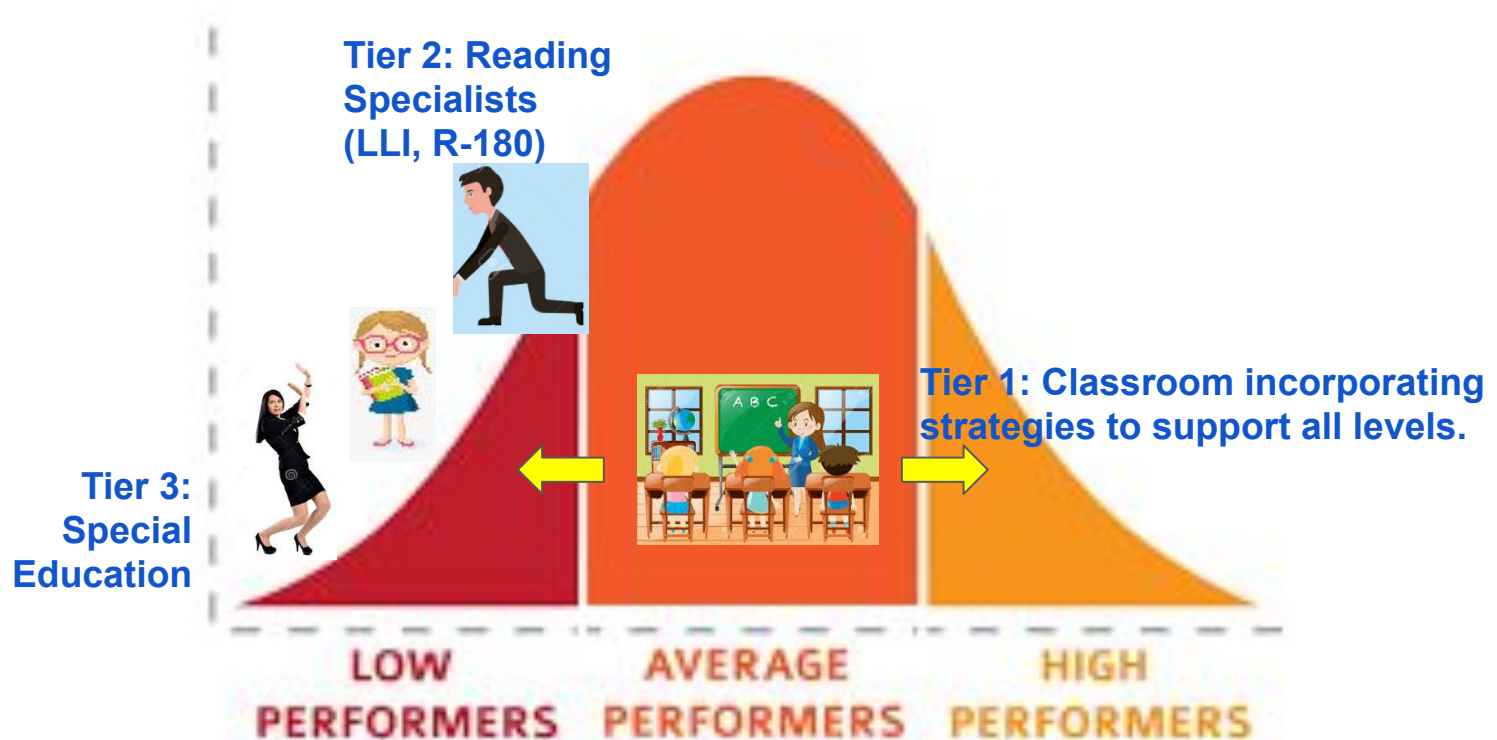 Tier 2: Reading
Specialists
(LLI, R-180)
A B C
Tier 1: Classroom incorporating
strategies to support all levels.
Tier 3:
Special
Education
LOW
PERFORMERS
AVERAGE
PERFORMERS
HIGH
PERFORMERS